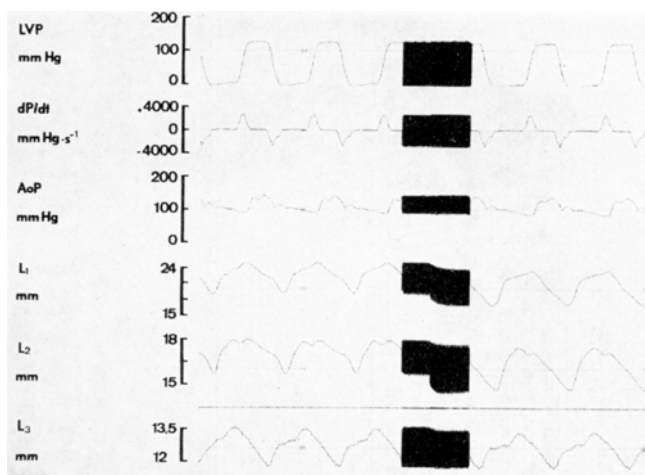 LVP
mm Hg
200
100
0
dP/dt
mm Hg·s⁻¹
.4000
0
-4000
AoP
mm Hg
200
100
0
L₁
mm
24
15
L₂
mm
18
15
L₃
mm
13.5
12